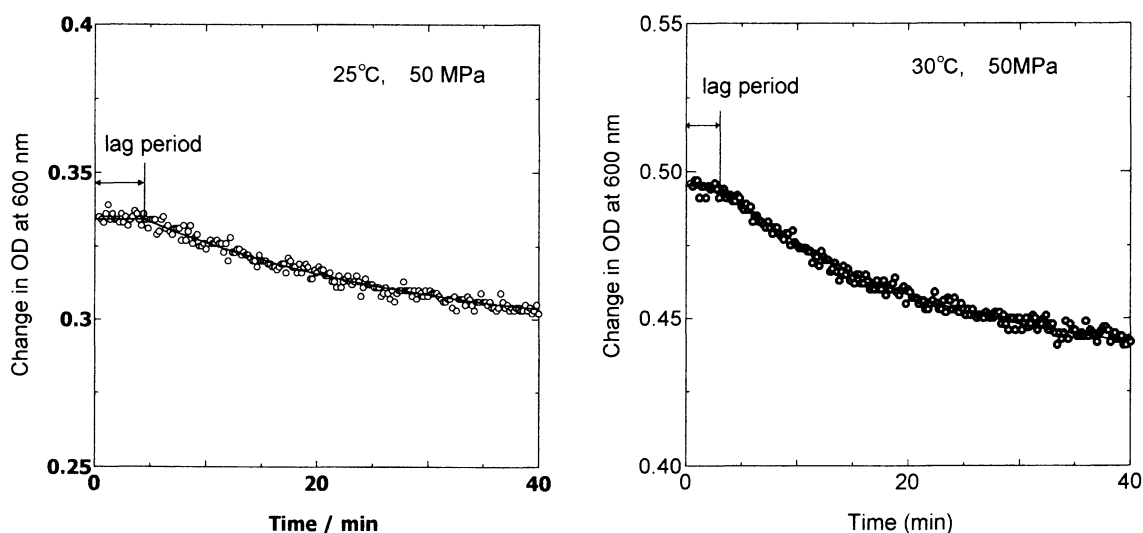 0.4
0.35
0.3
0.25
Change in OD at 600 nm
25°C, 50 MPa
lag period
0 20 40
Time / min
0.55
0.50
0.45
0.40
Change in OD at 600 nm
30°C, 50MPa
lag period
0 20 40
Time (min)